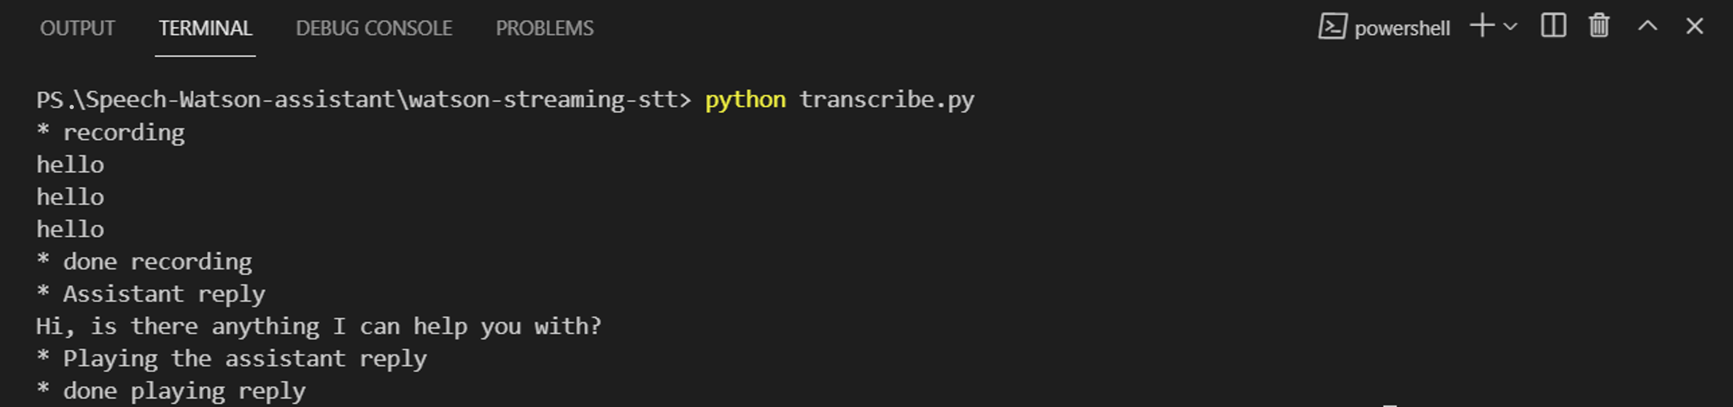 OUTPUT TERMINAL DEBUG CONSOLE PROBLEMS powershell
PS.\Speech-Watson-assistant\watson-streaming-stt> python transcribe.py
* recording
hello
hello
hello
* done recording
* Assistant reply
Hi, is there anything I can help you with?
* Playing the assistant reply
* done playing reply